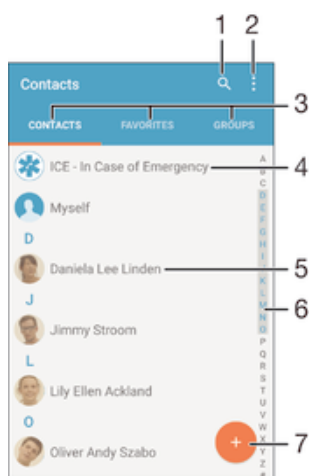 1 2
Contacts
3
CONTACTS FAVORITES GROUPS
ICE - In Case of Emergency 4
Myself
D
Daniela Lee Linden 5
J
Jimmy Stroom
L
Lily Ellen Ackland
O
Oliver Andy Szabo
A
B
C
D
E
F
G
H
I
J
K
L
M
N
O
P
Q
R
S
T
U
V
W
X
Y
Z
6
+ 7